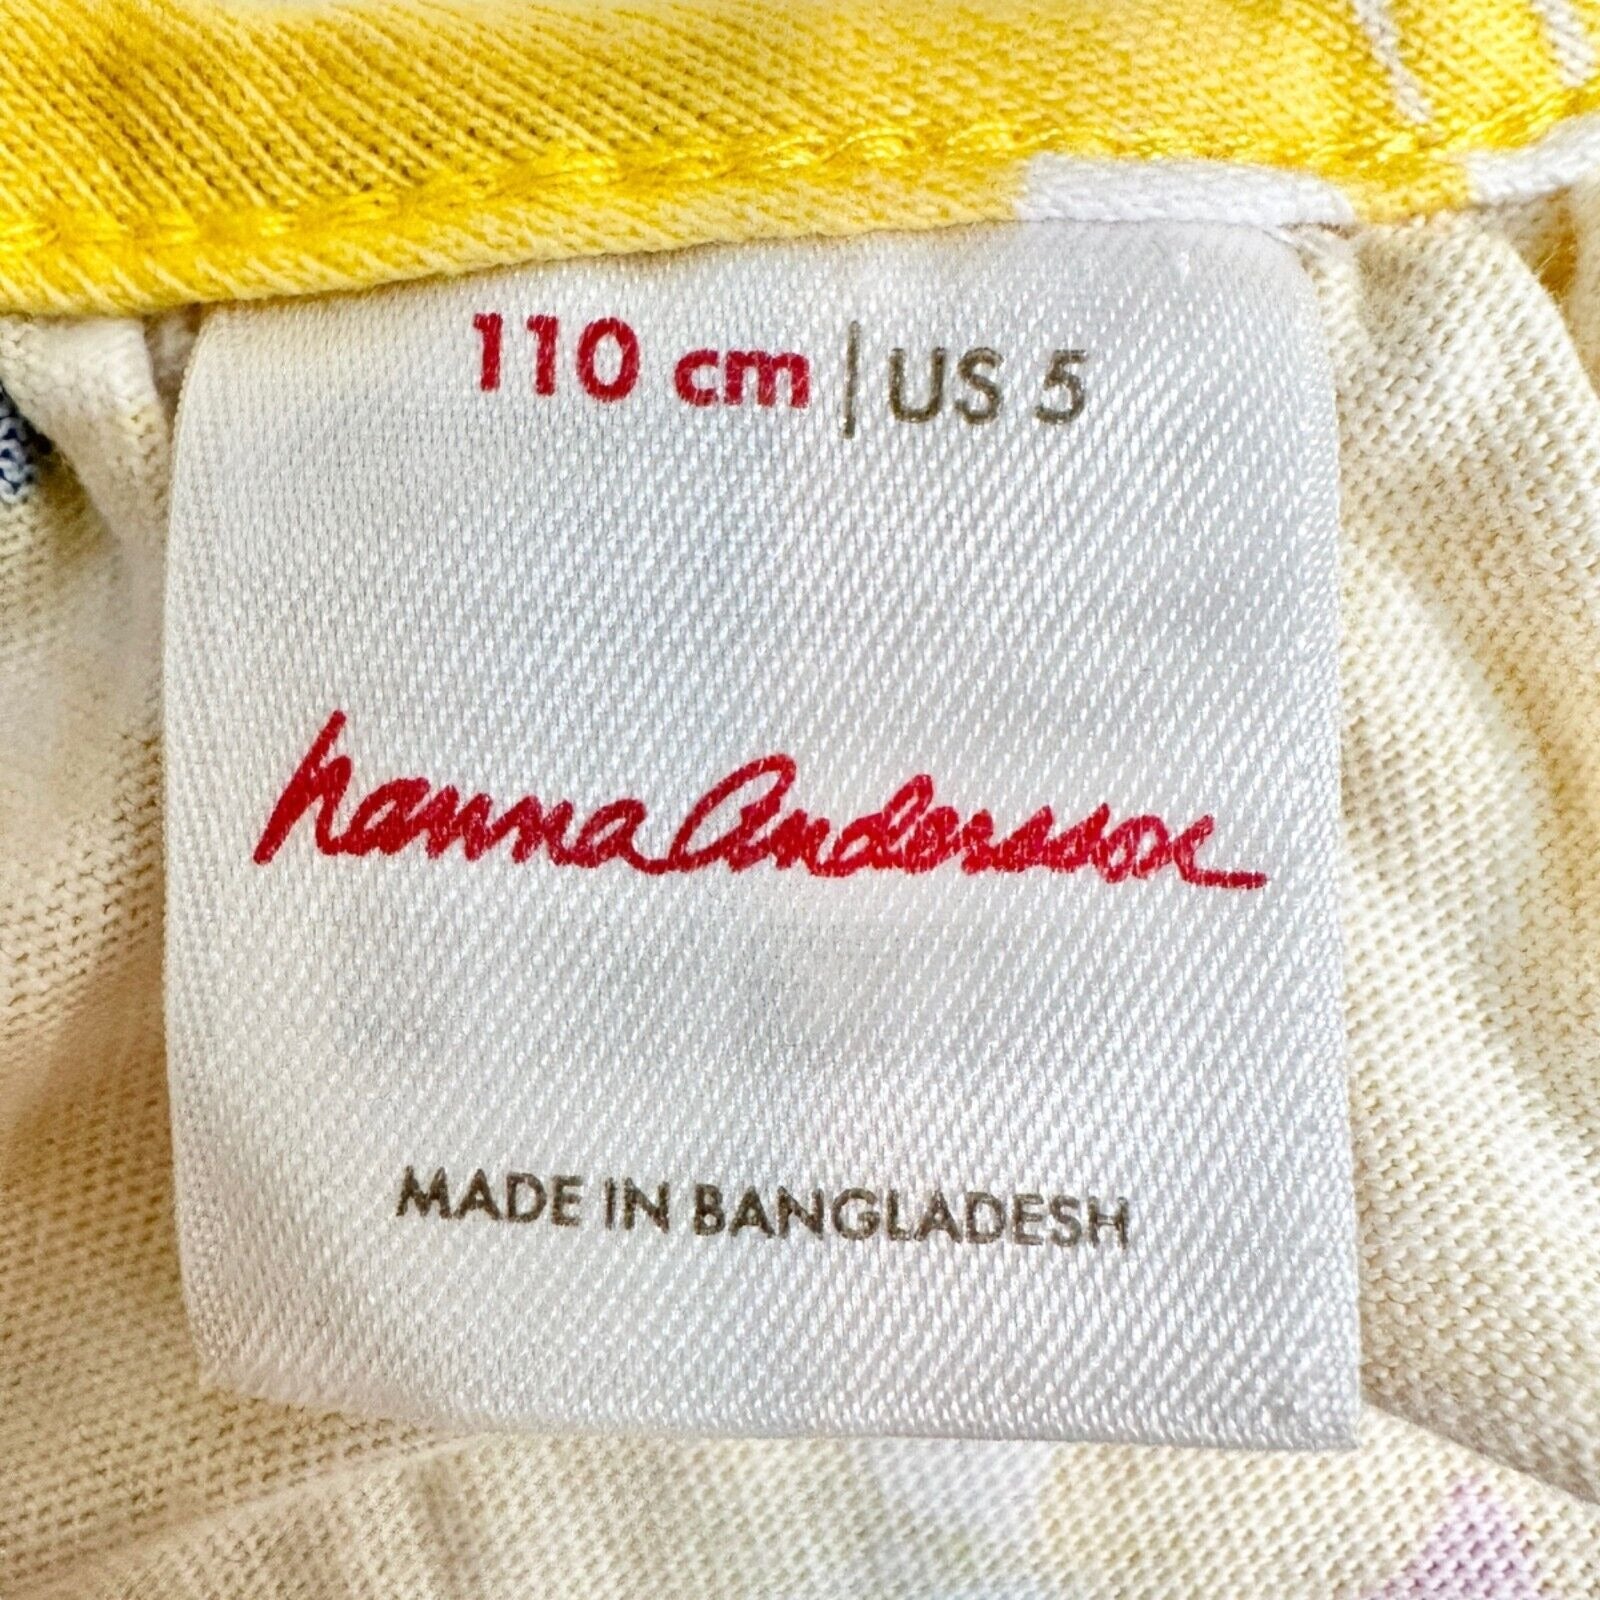 110 cm | US 5
hanna Andersson
MADE IN BANGLADESH